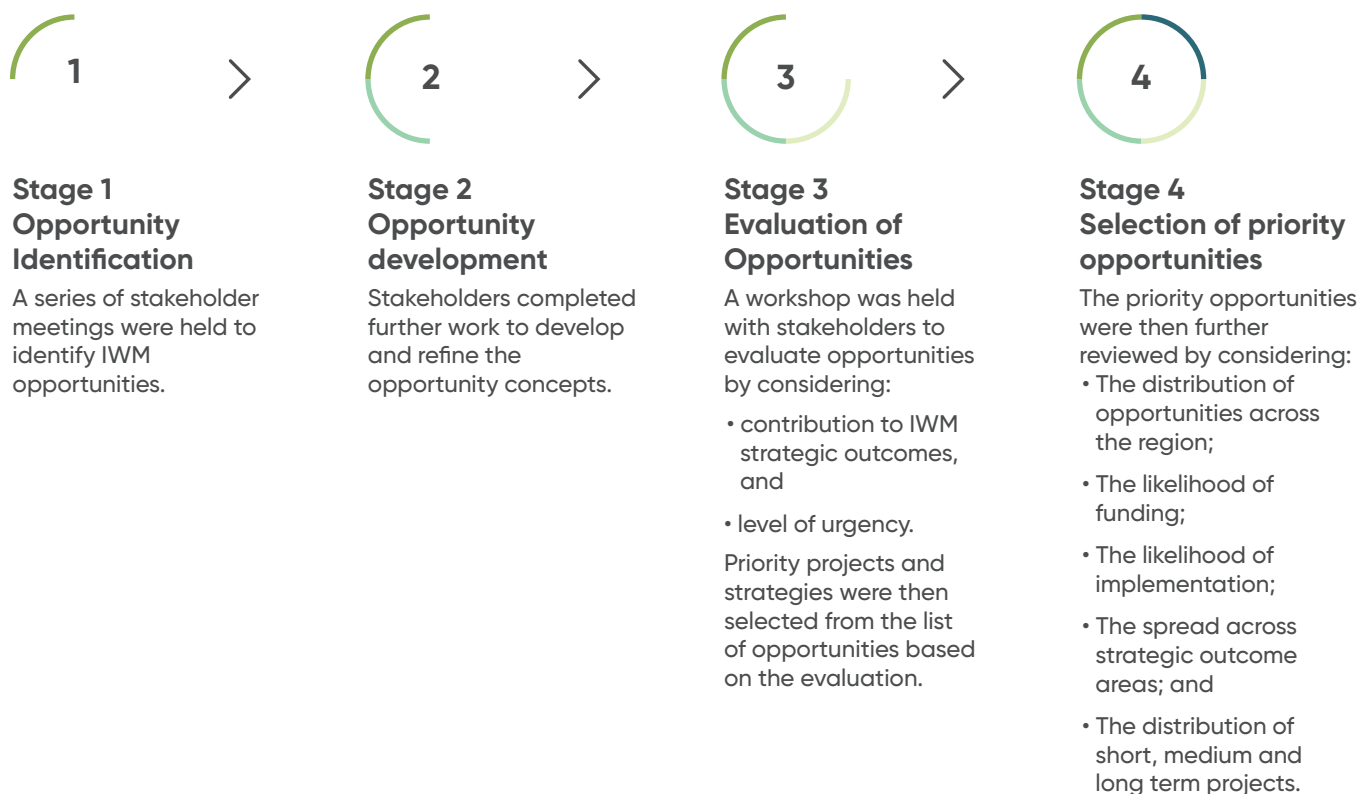 1
Stage 1
Opportunity
Identification
A series of stakeholder
meetings were held to
identify IWM
opportunities.
2
Stage 2
Opportunity
development
Stakeholders completed
further work to develop
and refine the
opportunity concepts.
3
Stage 3
Evaluation of
Opportunities
A workshop was held
with stakeholders to
evaluate opportunities
by considering:
• contribution to IWM
strategic outcomes,
and
• level of urgency.
Priority projects and
strategies were then
selected from the list
of opportunities based
on the evaluation.
4
Stage 4
Selection of priority
opportunities
The priority opportunities
were then further
reviewed by considering:
• The distribution of
opportunities across
the region;
• The likelihood of
funding;
• The likelihood of
implementation;
• The spread across
strategic outcome
areas; and
• The distribution of
short, medium and
long term projects.